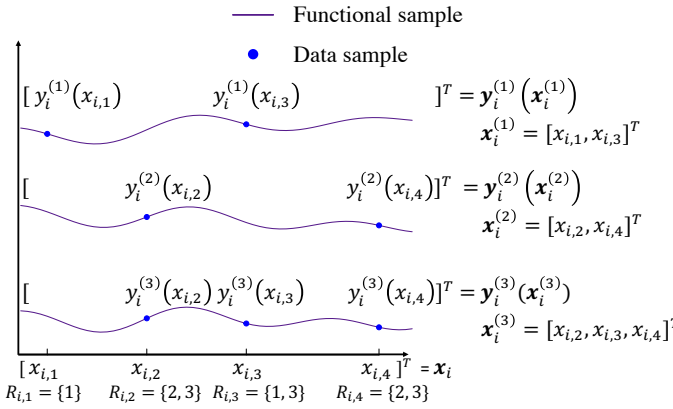 Functional sample
Data sample
[ y_i^{(1)}(x_{i,1}) y_i^{(1)}(x_{i,3}) ]^T = 𝒚_i^{(1)} (𝒙_i^{(1)})
𝒙_i^{(1)} = [x_{i,1}, x_{i,3}]^T
[ y_i^{(2)}(x_{i,2}) y_i^{(2)}(x_{i,4})]^T = 𝒚_i^{(2)} (𝒙_i^{(2)})
𝒙_i^{(2)} = [x_{i,2}, x_{i,4}]^T
[ y_i^{(3)}(x_{i,2}) y_i^{(3)}(x_{i,3}) y_i^{(3)}(x_{i,4})]^T = 𝒚_i^{(3)}(𝒙_i^{(3)})
𝒙_i^{(3)} = [x_{i,2}, x_{i,3}, x_{i,4}]^T
[ x_{i,1} x_{i,2} x_{i,3} x_{i,4} ]^T = 𝒙_i
R_{i,1} = {1} R_{i,2} = {2, 3} R_{i,3} = {1, 3} R_{i,4} = {2, 3}